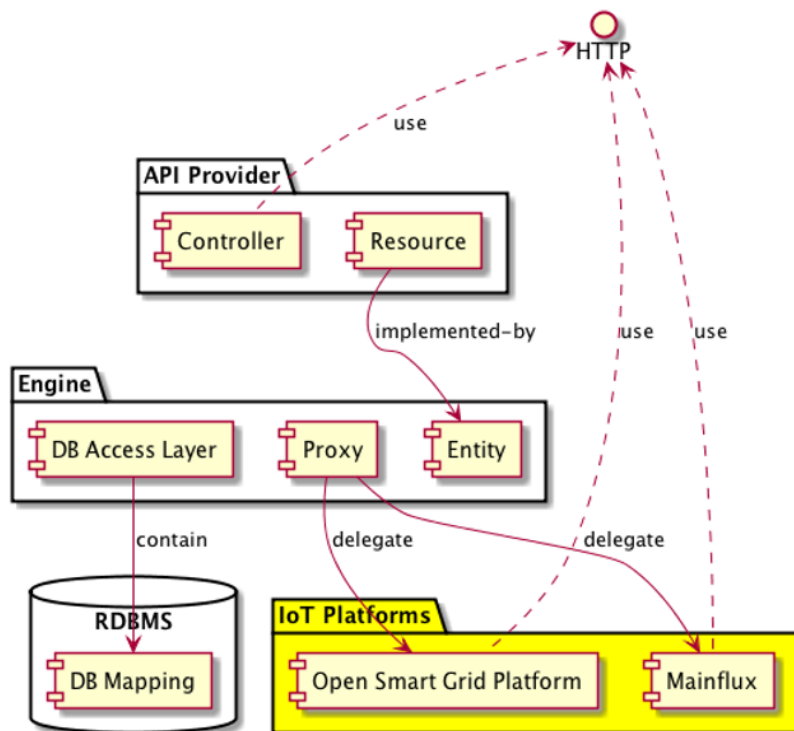 HTTP
use
API Provider
Controller
Resource
implemented-by
use
use
Engine
DB Access Layer
Proxy
Entity
contain
delegate
delegate
RDBMS
IoT Platforms
DB Mapping
Open Smart Grid Platform
Mainflux